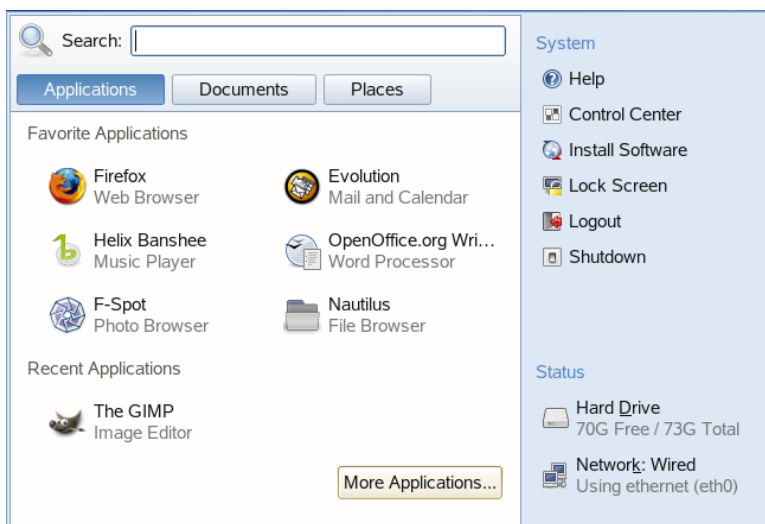 Search:
Applications
Documents
Places
Favorite Applications
Firefox
Web Browser
Evolution
Mail and Calendar
Helix Banshee
Music Player
OpenOffice.org Wri...
Word Processor
F-Spot
Photo Browser
Nautilus
File Browser
Recent Applications
The GIMP
Image Editor
More Applications...
System
Help
Control Center
Install Software
Lock Screen
Logout
Shutdown
Status
Hard Drive
70G Free / 73G Total
Network: Wired
Using ethernet (eth0)